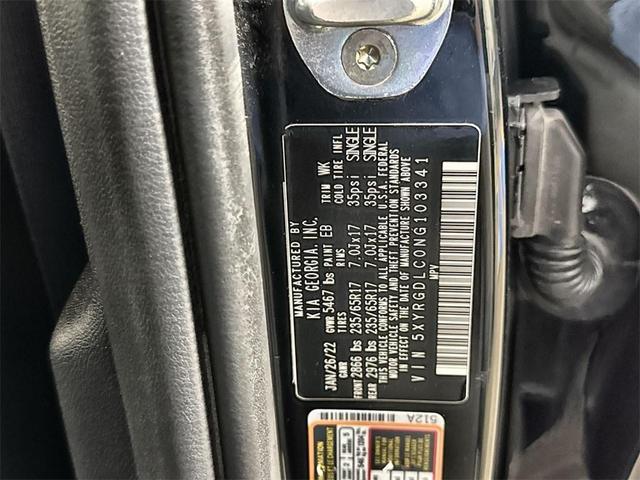 MANUFACTURED BY
KIA GEORGIA, INC.
JAN/26/22 GVWR 5467 lbs PAINT EB TRIM WK
GAWR TIRES RIMS COLD TIRE INFL
FRONT 2866 lbs 235/65R17 7.0Jx17 35psi SINGLE
REAR 2976 lbs 235/65R17 7.0Jx17 35psi SINGLE
THIS VEHICLE CONFORMS TO ALL APPLICABLE U.S.A. FEDERAL
MOTOR VEHICLE SAFETY AND THEFT PREVENTION STANDARDS
IN EFFECT ON THE DATE OF MANUFACTURE SHOWN ABOVE
VIN 5XYRGDLC0NG103341
MPV
512A